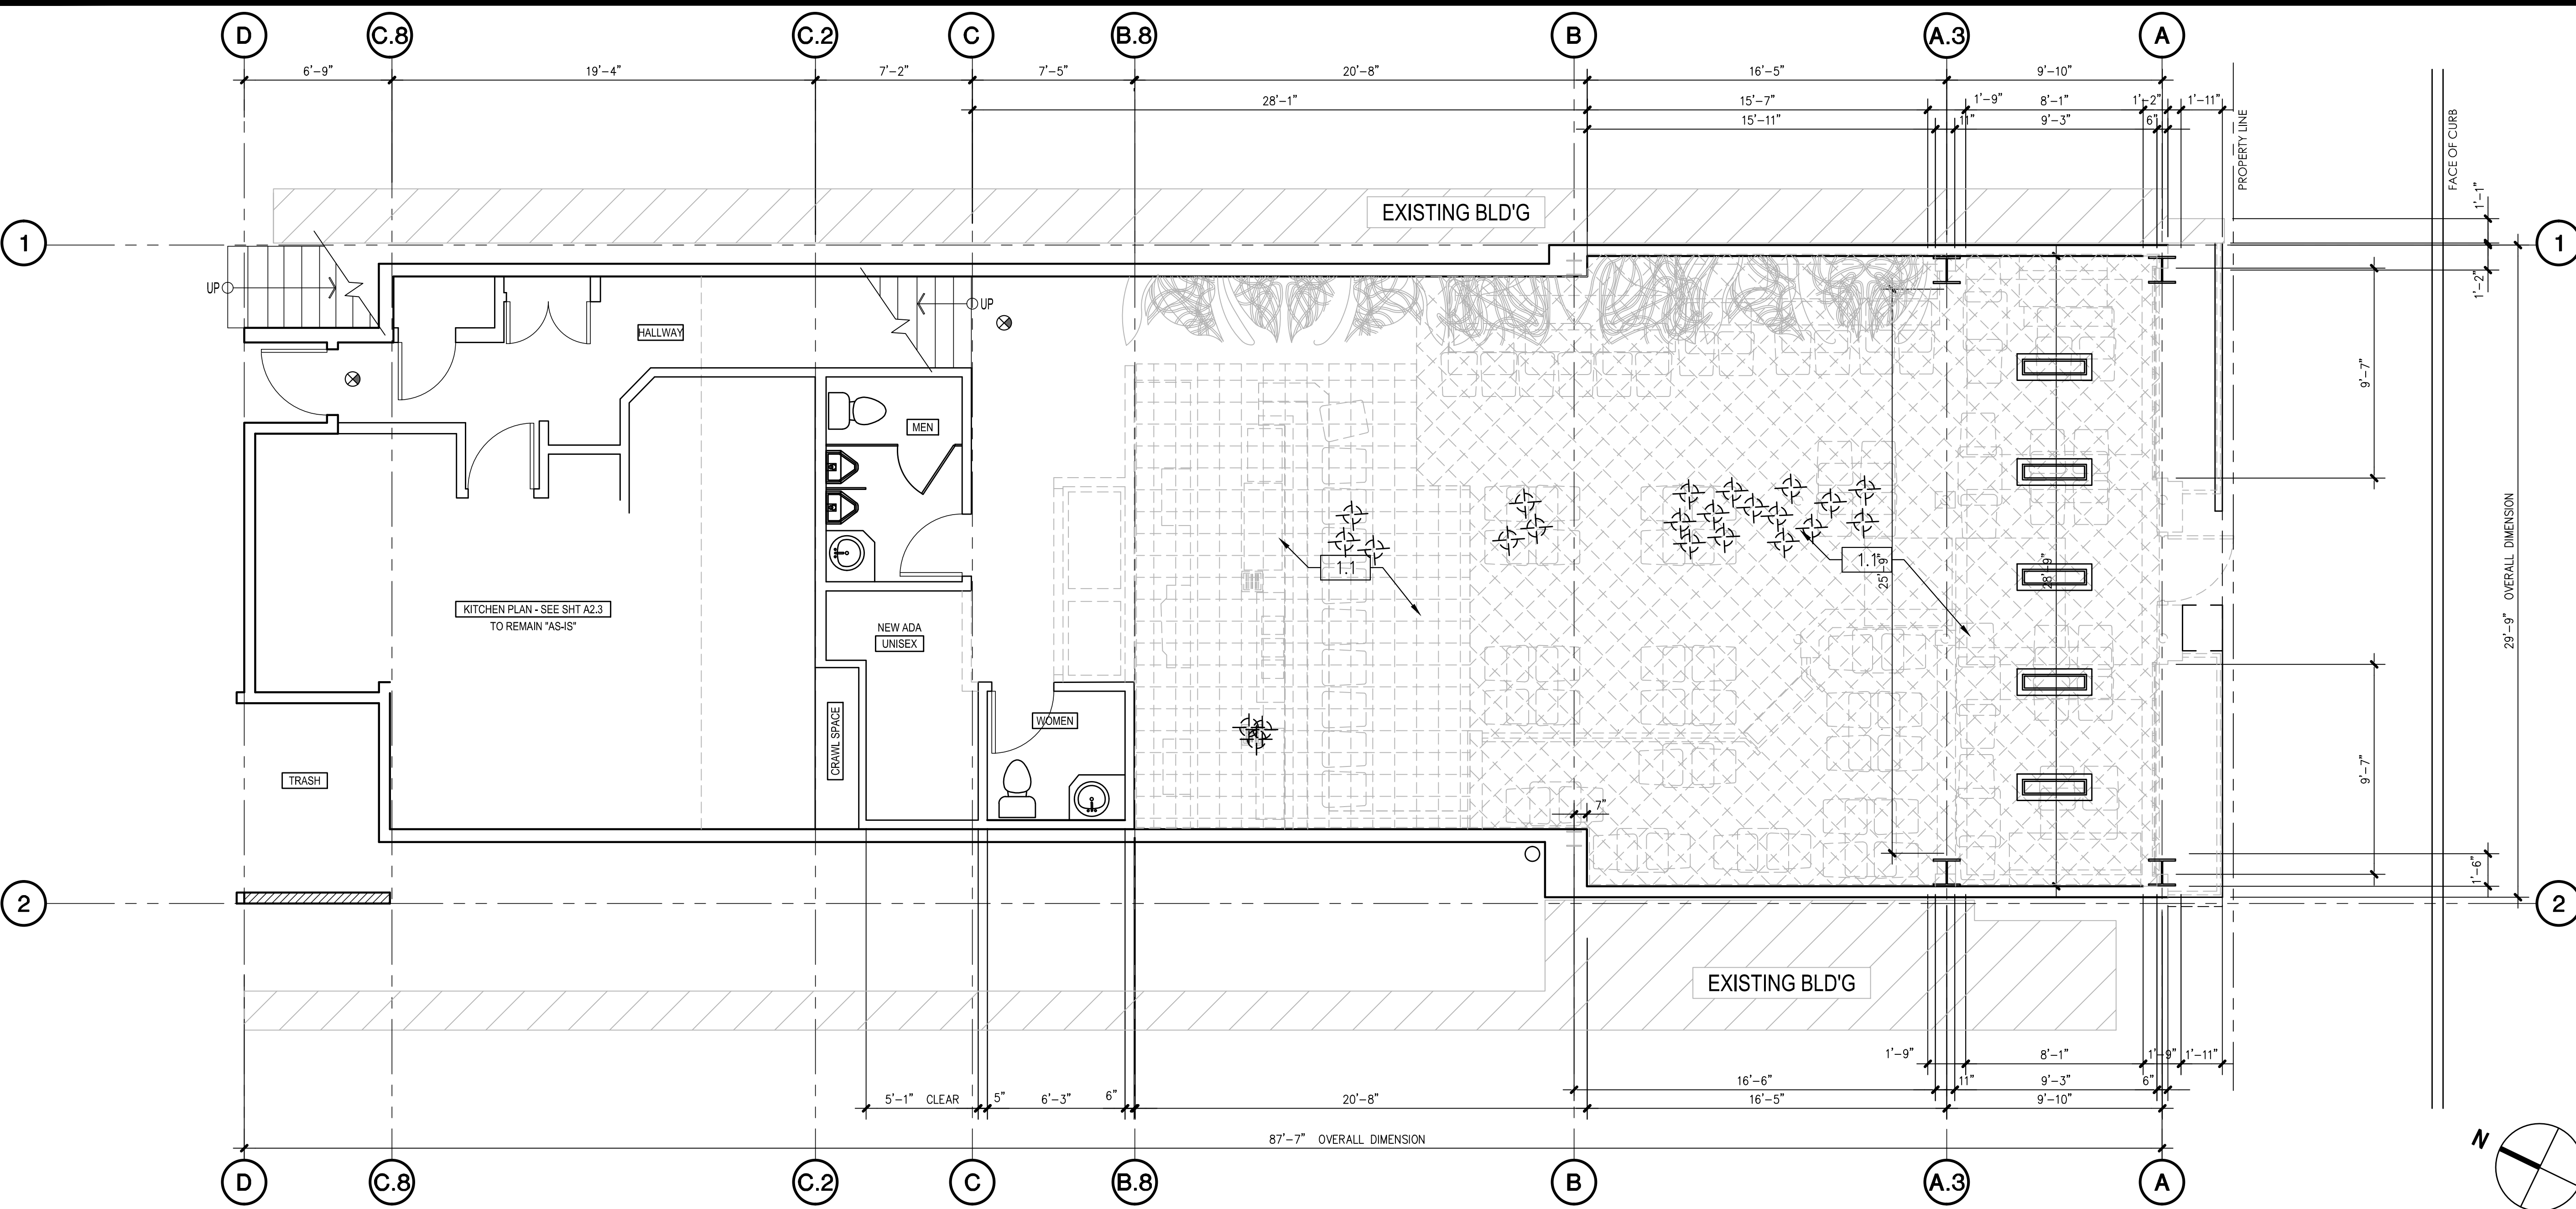 D C.8 C.2 C B.8 B A.3 A
6'-9" 19'-4" 7'-2" 7'-5" 20'-8" 16'-5" 9'-10"
28'-1" 15'-7" 1'-9" 8'-1" 1'-2" 1'-11"
15'-11" 11" 9'-3" 6"
PROPERTY LINE
FACE OF CURB
1'-1"
EXISTING BLD'G
1 1
1'-2"
UP
UP
HALLWAY
9'-7"
MEN
1.1
1.1
25'-9"
28'-9"
29'-9" OVERALL DIMENSION
KITCHEN PLAN - SEE SHT A2.3
TO REMAIN "AS-IS"
NEW ADA
UNISEX
WOMEN
CRAWL SPACE
TRASH
9'-7"
7"
1'-6"
2 2
EXISTING BLD'G
1'-9" 8'-1" 1'-9" 1'-11"
16'-6" 11" 9'-3" 6"
5'-1" CLEAR 5" 6'-3" 6" 20'-8" 16'-5" 9'-10"
87'-7" OVERALL DIMENSION
N
D C.8 C.2 C B.8 B A.3 A